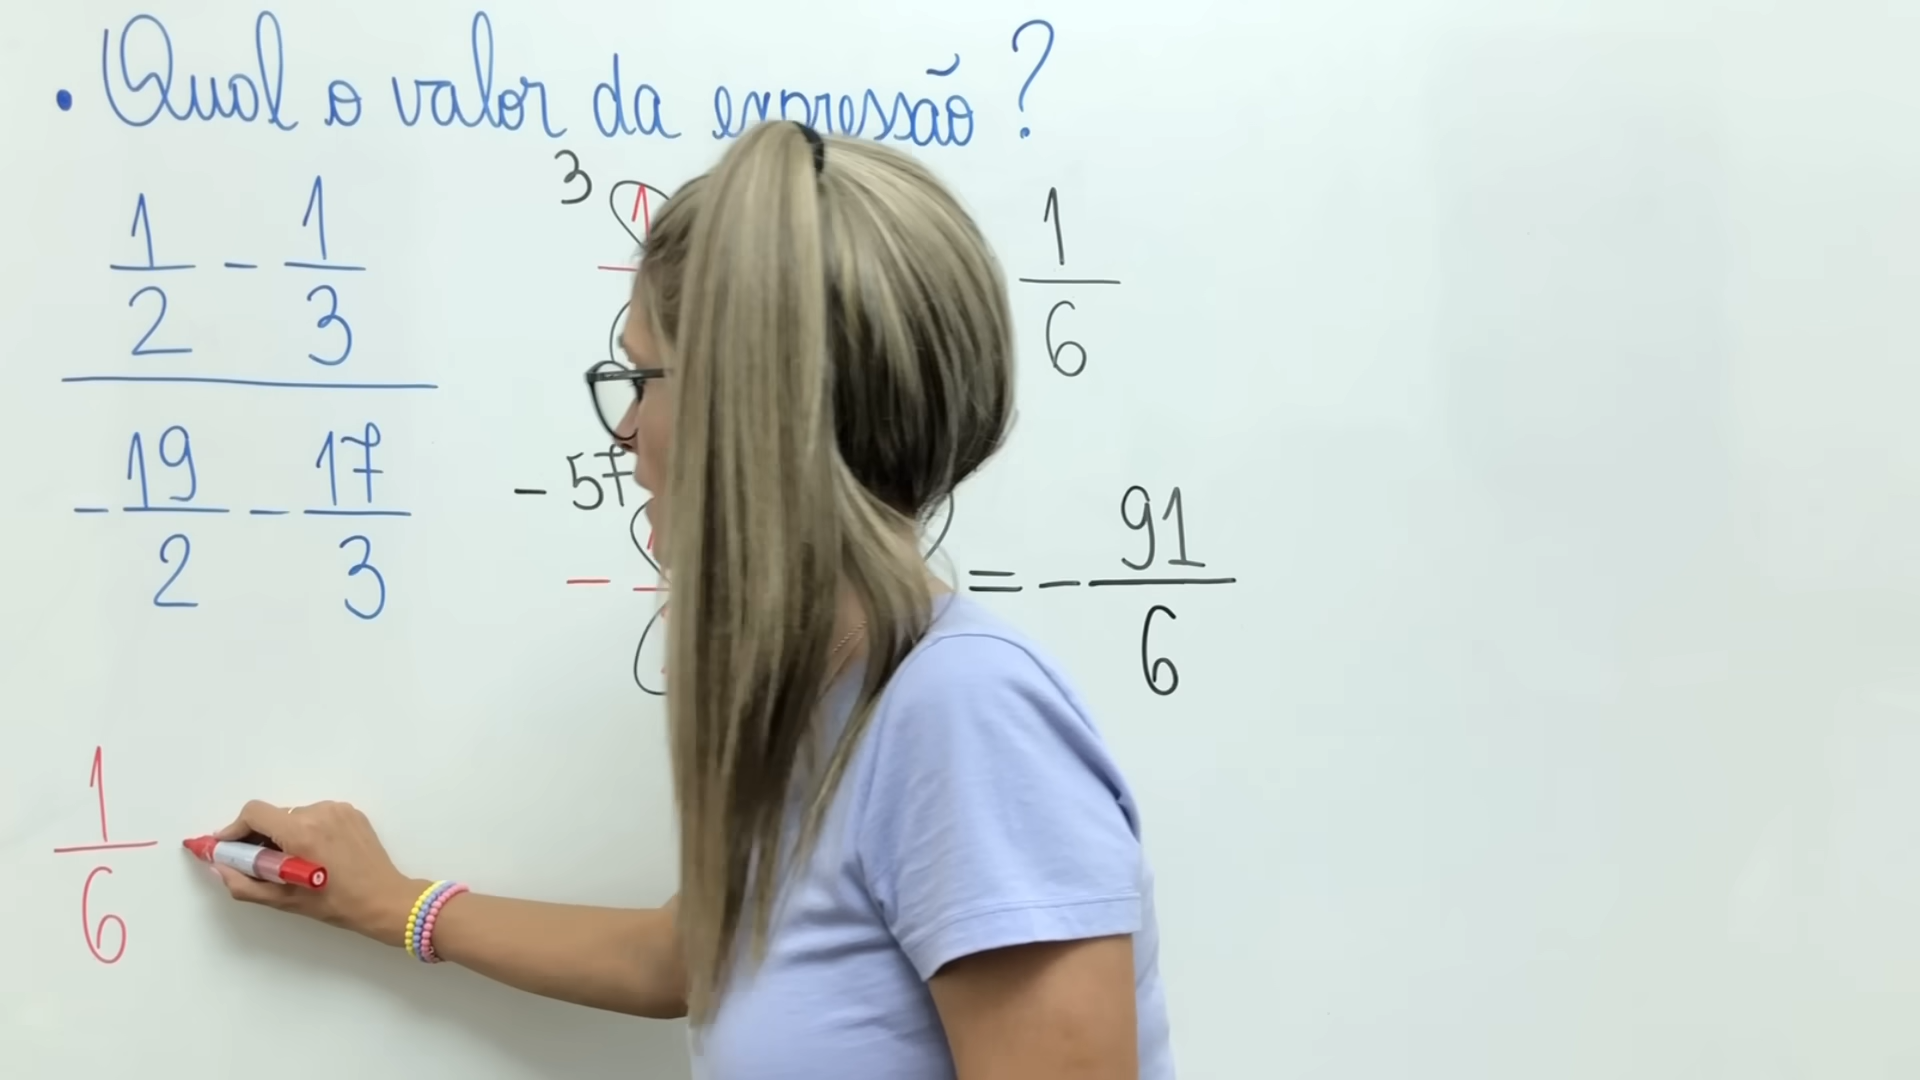 • Qual o valor da expressão ?
1/2 - 1/3
- 19/2 - 17/3
3
1
1/6
- 57
-
= - 91/6
1/6